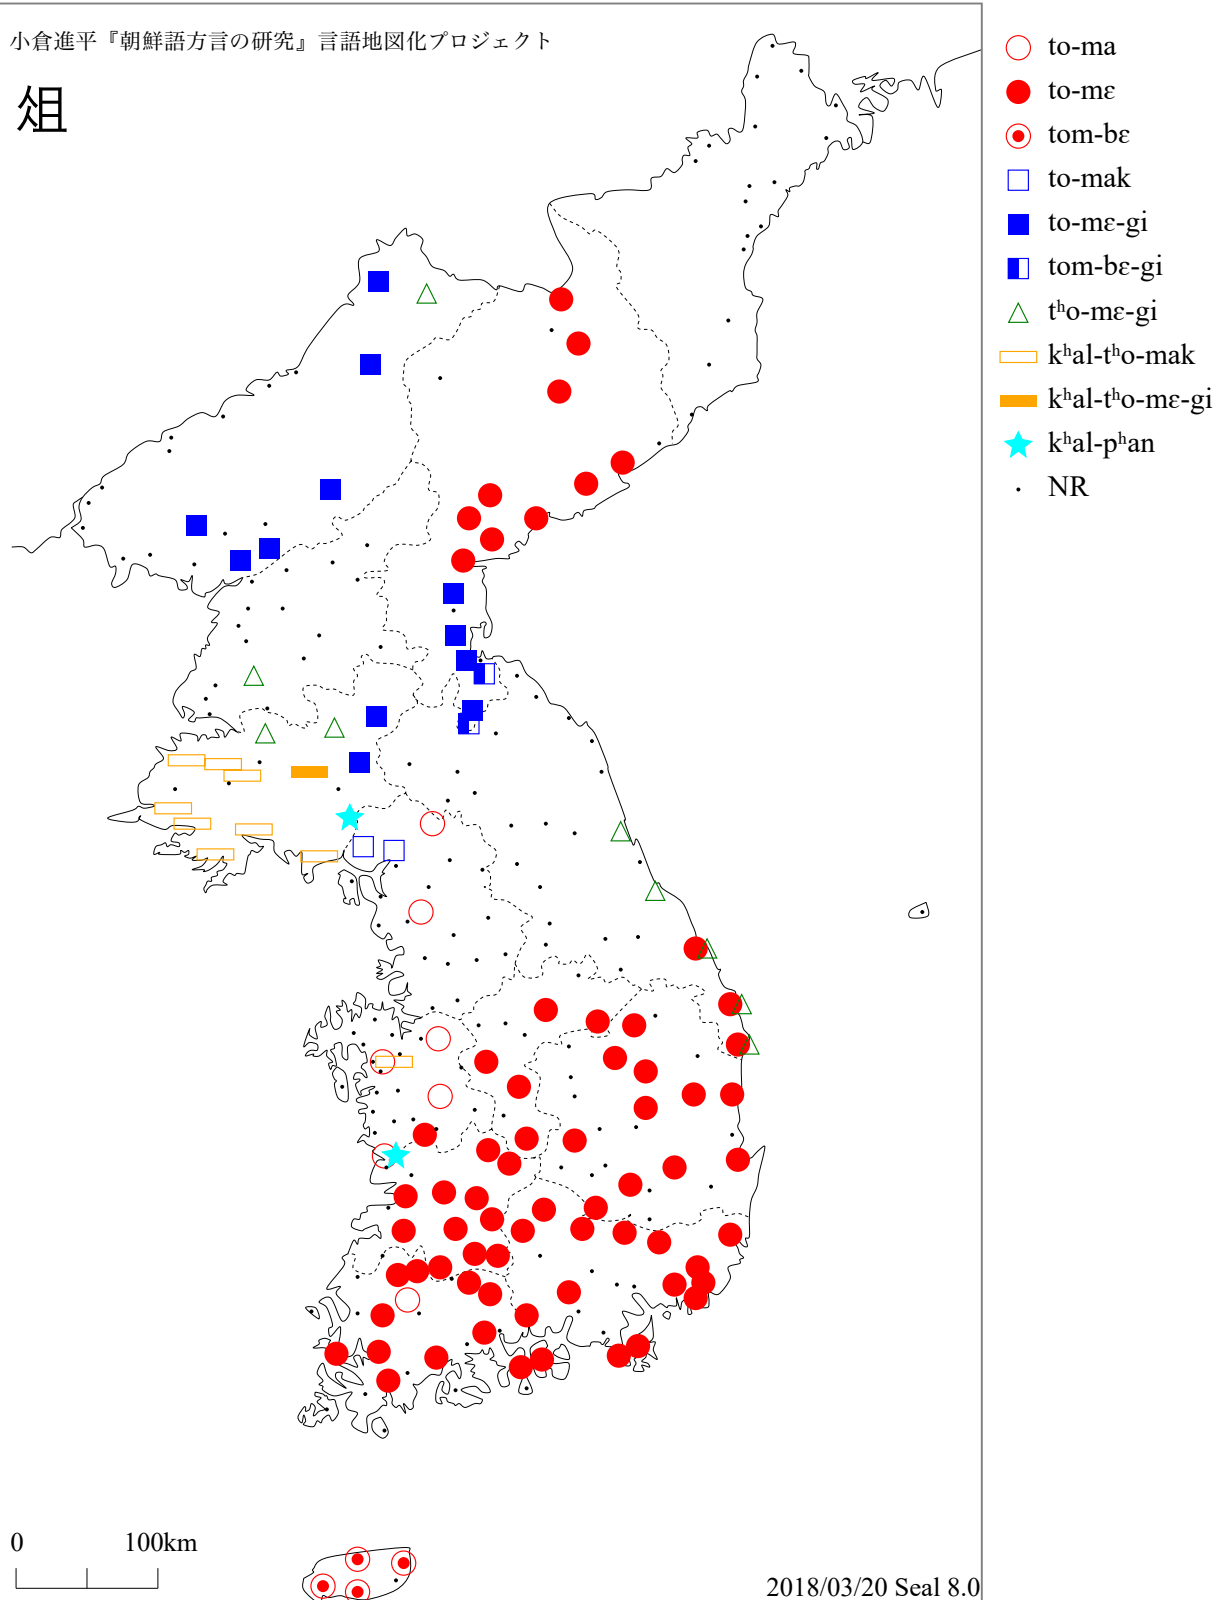 小倉進平『朝鮮語方言の研究』言語地図化プロジェクト
俎
to-ma
to-mɛ
tom-bɛ
to-mak
to-mɛ-gi
tom-bɛ-gi
tʰo-mɛ-gi
kʰal-tʰo-mak
kʰal-tʰo-mɛ-gi
kʰal-pʰan
NR
0 100km
2018/03/20 Seal 8.0